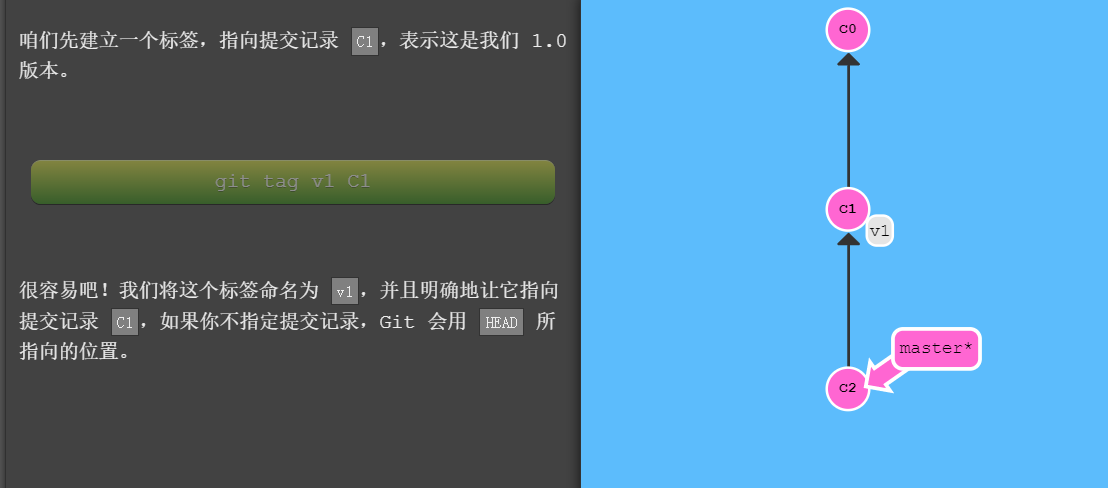 咱们先建立一个标签，指向提交记录 C1，表示这是我们 1.0
版本。
git tag v1 C1
很容易吧！我们将这个标签命名为 v1，并且明确地让它指向
提交记录 C1，如果你不指定提交记录，Git 会用 HEAD 所
指向的位置。
C0
C1
v1
master*
C2